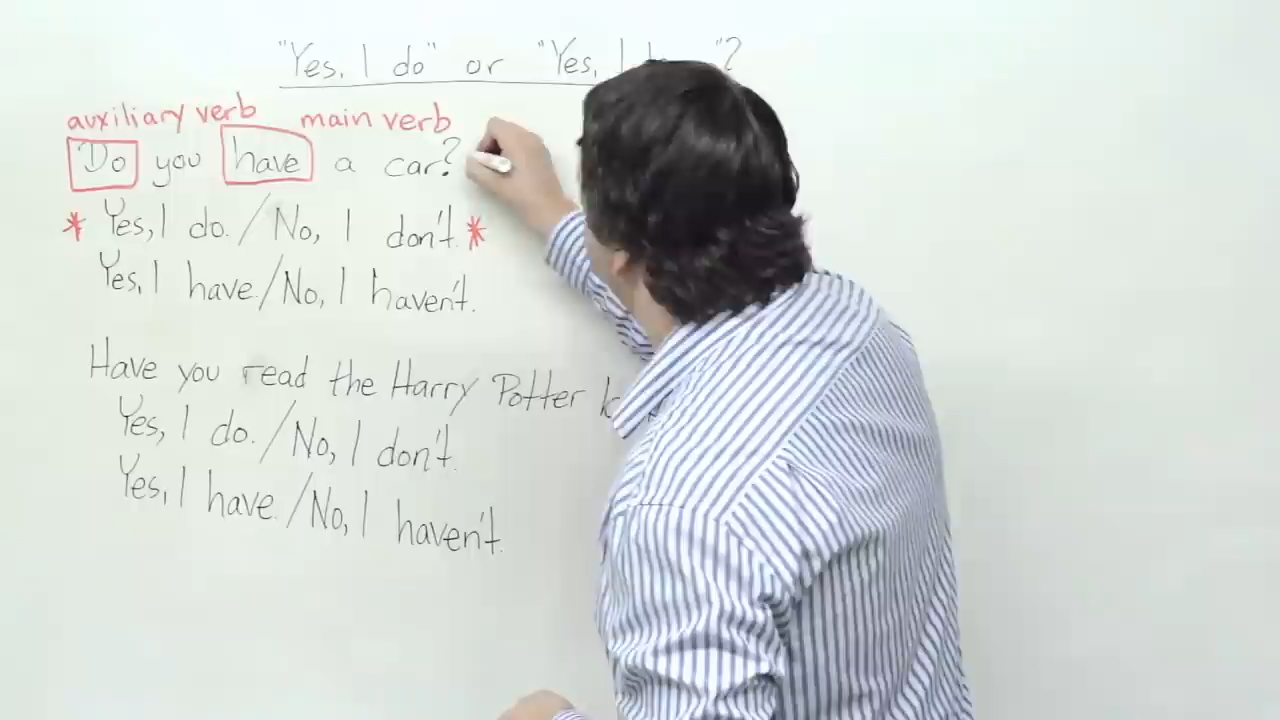 "Yes, I do" or "Yes, I "?
auxiliary verb main verb
Do you have a car?
* Yes, I do. / No, I don't. *
Yes, I have. / No, I haven't.
Have you read the Harry Potter
Yes, I do. / No, I don't.
Yes, I have. / No, I haven't.